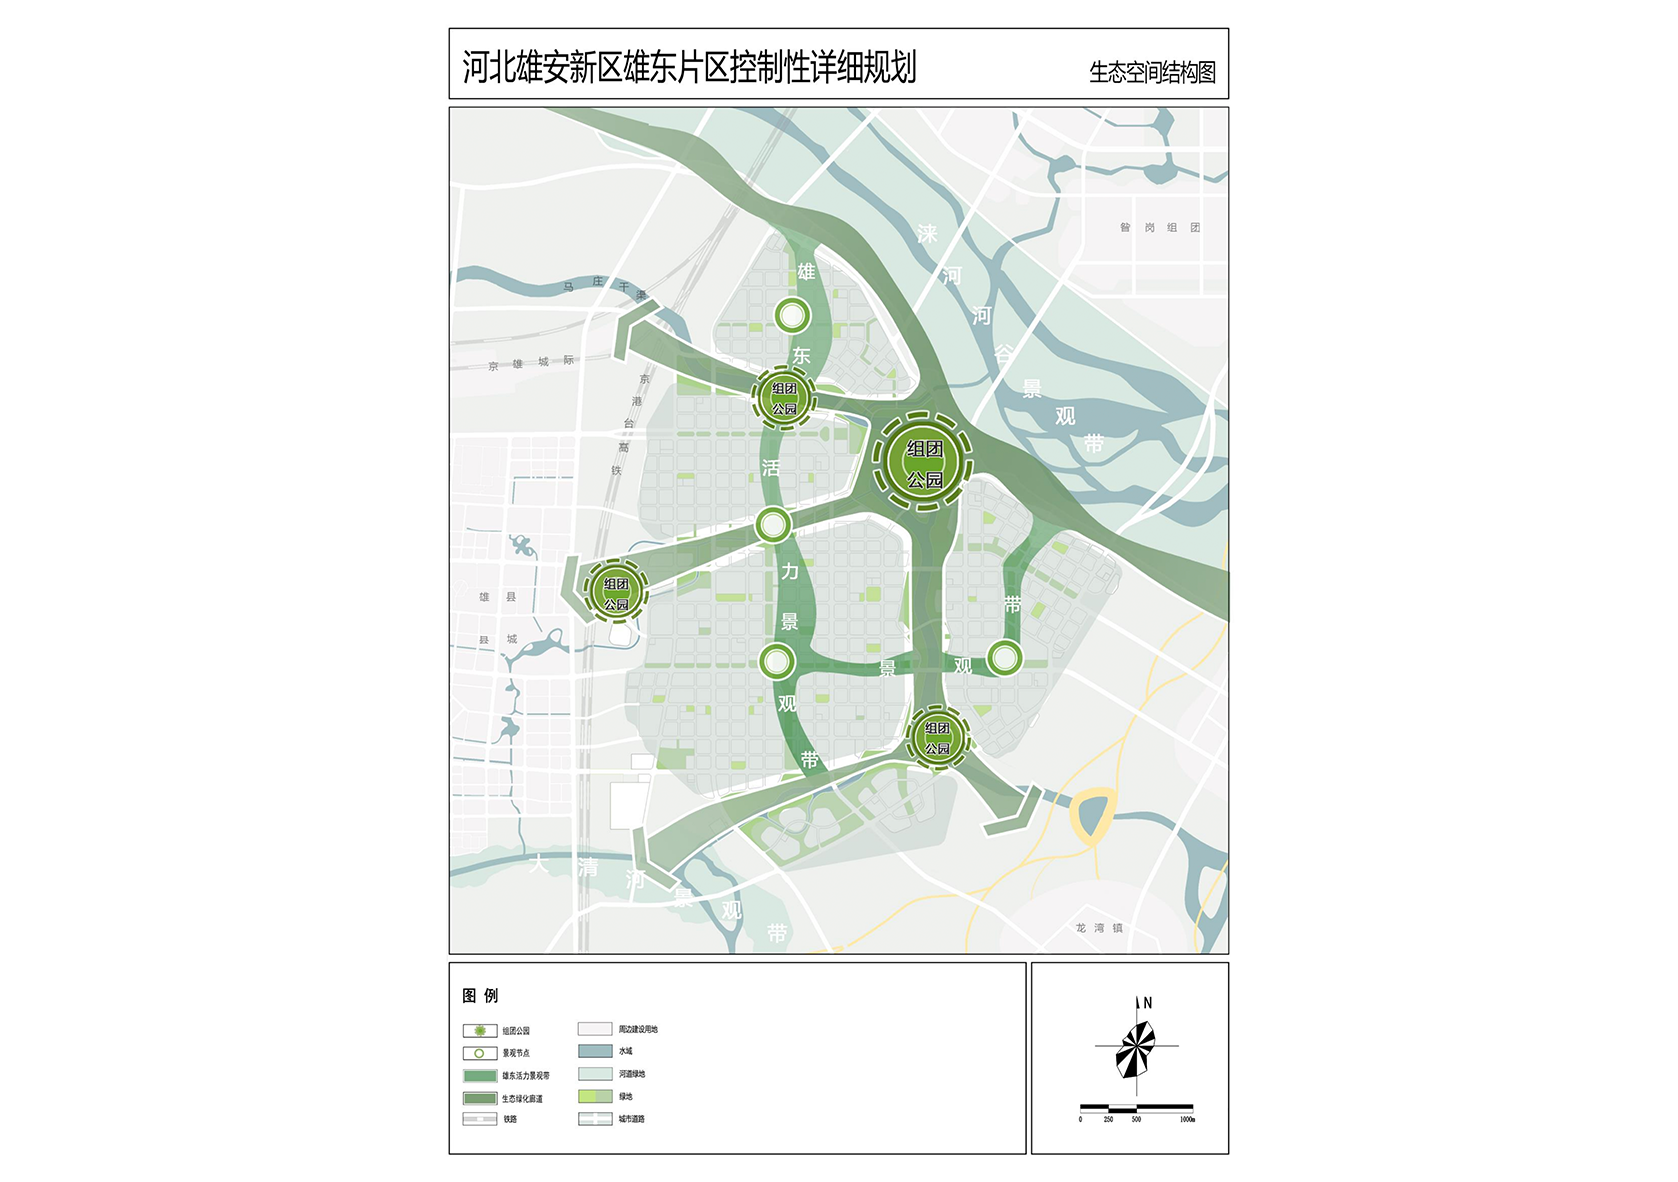 河北雄安新区雄东片区控制性详细规划
生态空间结构图
涞河河谷景观带
昝岗组团
马庄干渠
京雄城际
京港台高铁
雄东活力景观带
组团
公园
组团
公园
组团
公园
组团
公园
雄县
县城
景观带
大清河景观带
龙湾镇
图例
组团公园
景观节点
雄东活力景观带
生态绿化廊道
铁路
周边建设用地
水域
河道绿地
绿地
城市道路
N
0 250 500 1000m